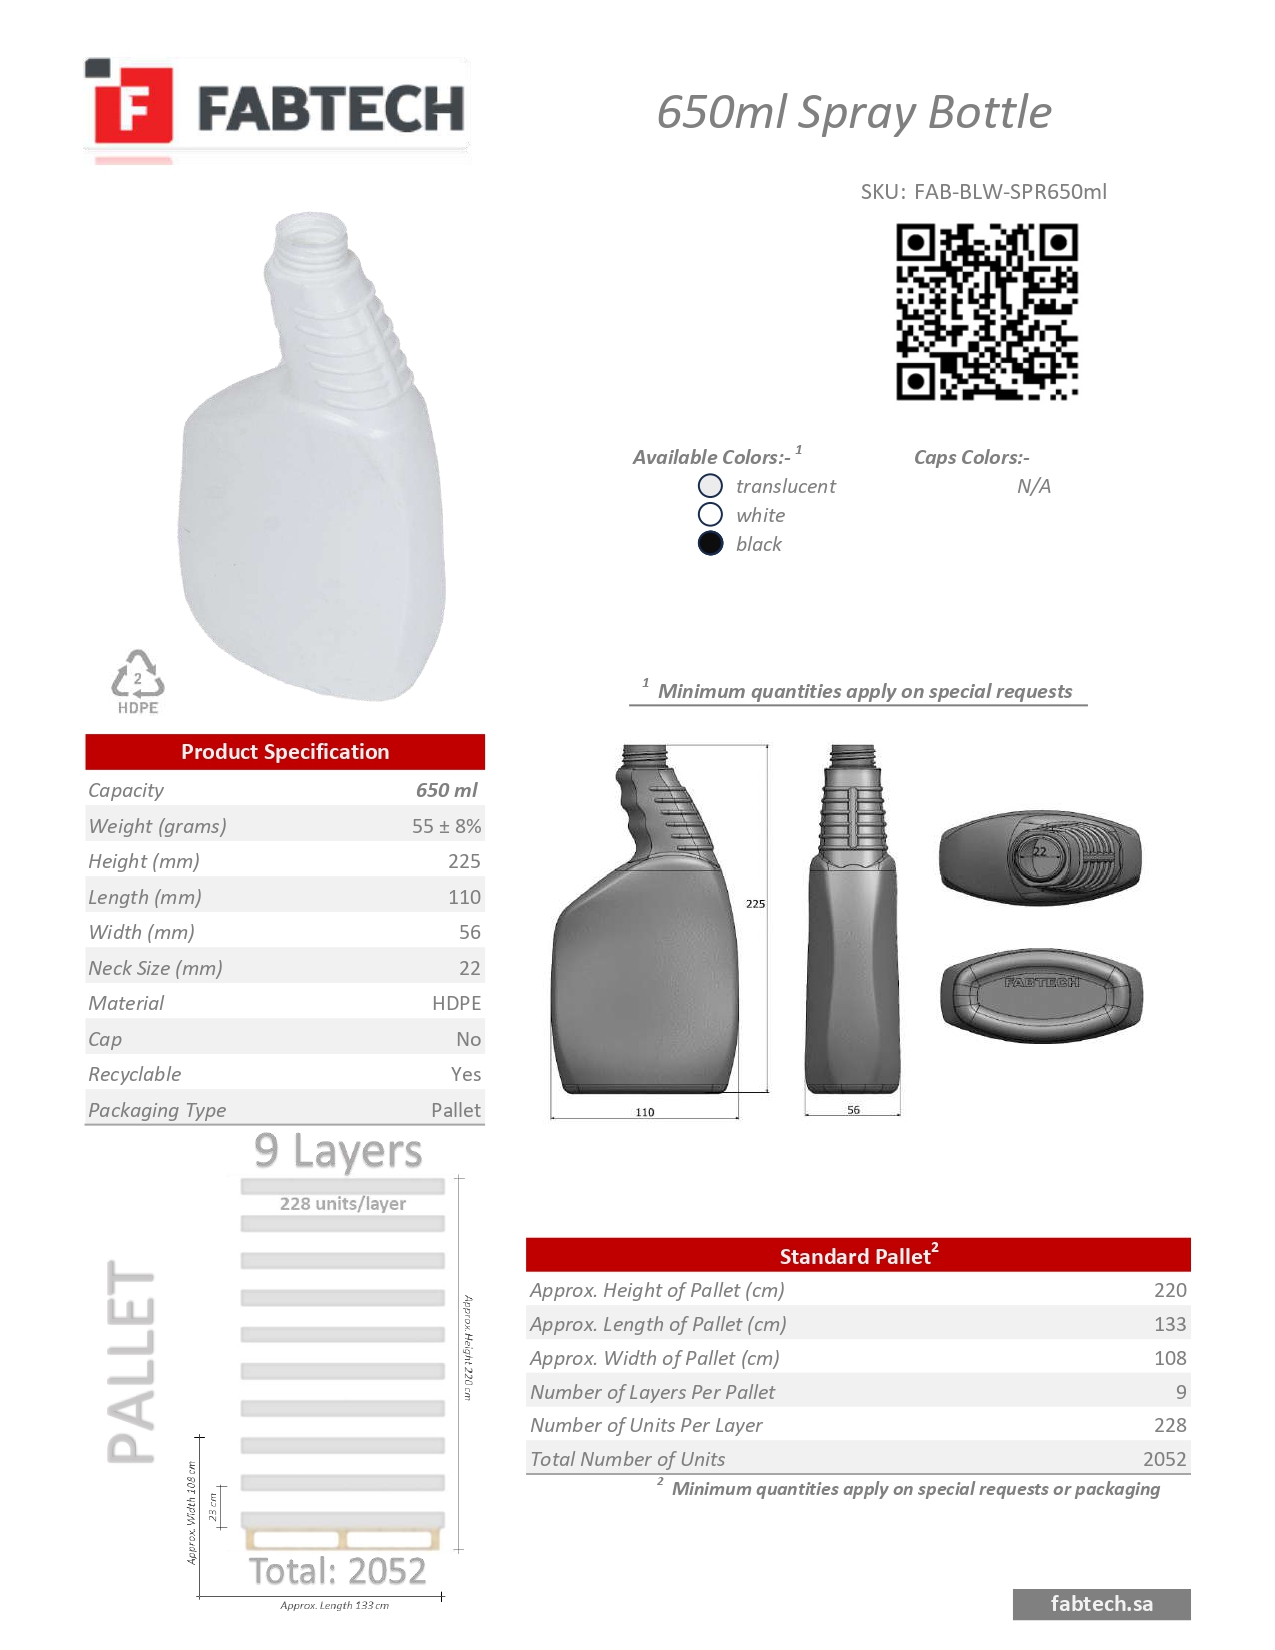 F FABTECH
650ml Spray Bottle
SKU: FAB-BLW-SPR650ml
Available Colors:- 1
translucent
white
black
Caps Colors:-
N/A
2
HDPE
1 Minimum quantities apply on special requests
Product Specification
Capacity 650 ml
Weight (grams) 55 ± 8%
Height (mm) 225
Length (mm) 110
Width (mm) 56
Neck Size (mm) 22
Material HDPE
Cap No
Recyclable Yes
Packaging Type Pallet
225
110
56
22
FABTECH
9 Layers
228 units/layer
PALLET
Approx. Height 220 cm
Approx. Width 108 cm
23 cm
Total: 2052
Approx. Length 133 cm
Standard Pallet2
Approx. Height of Pallet (cm) 220
Approx. Length of Pallet (cm) 133
Approx. Width of Pallet (cm) 108
Number of Layers Per Pallet 9
Number of Units Per Layer 228
Total Number of Units 2052
2 Minimum quantities apply on special requests or packaging
fabtech.sa